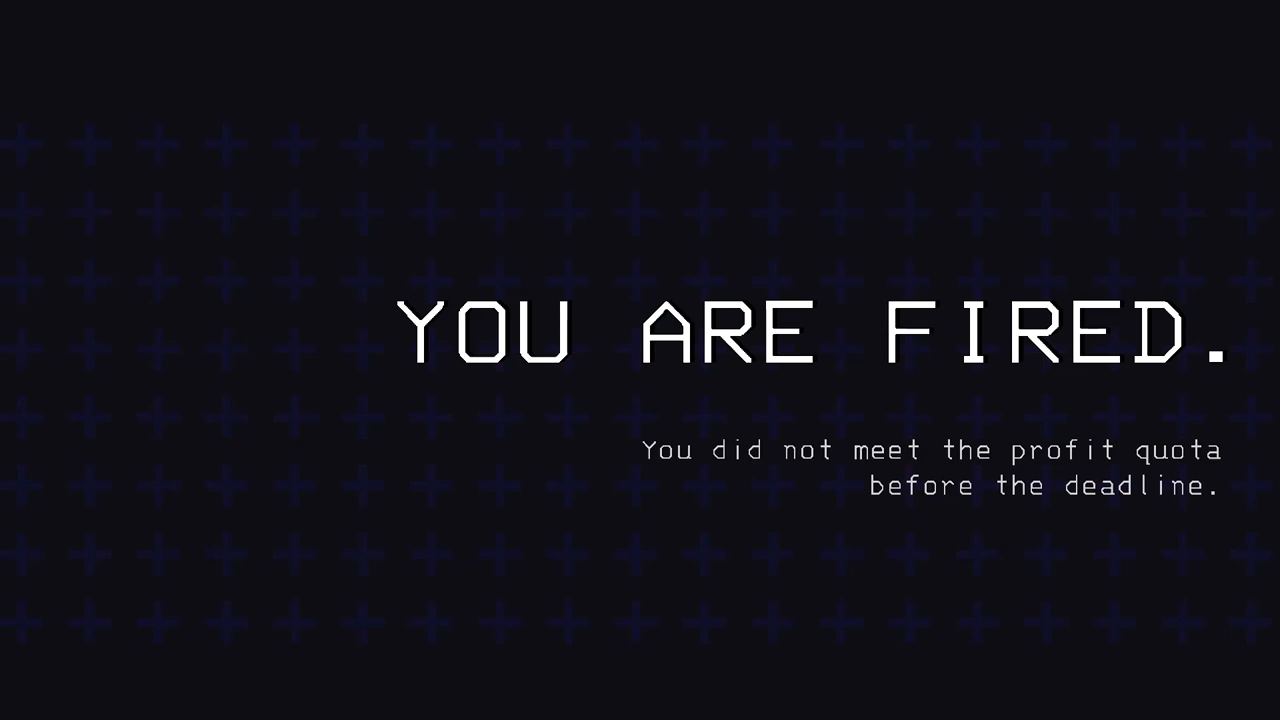 YOU ARE FIRED.
You did not meet the profit quota
before the deadline.